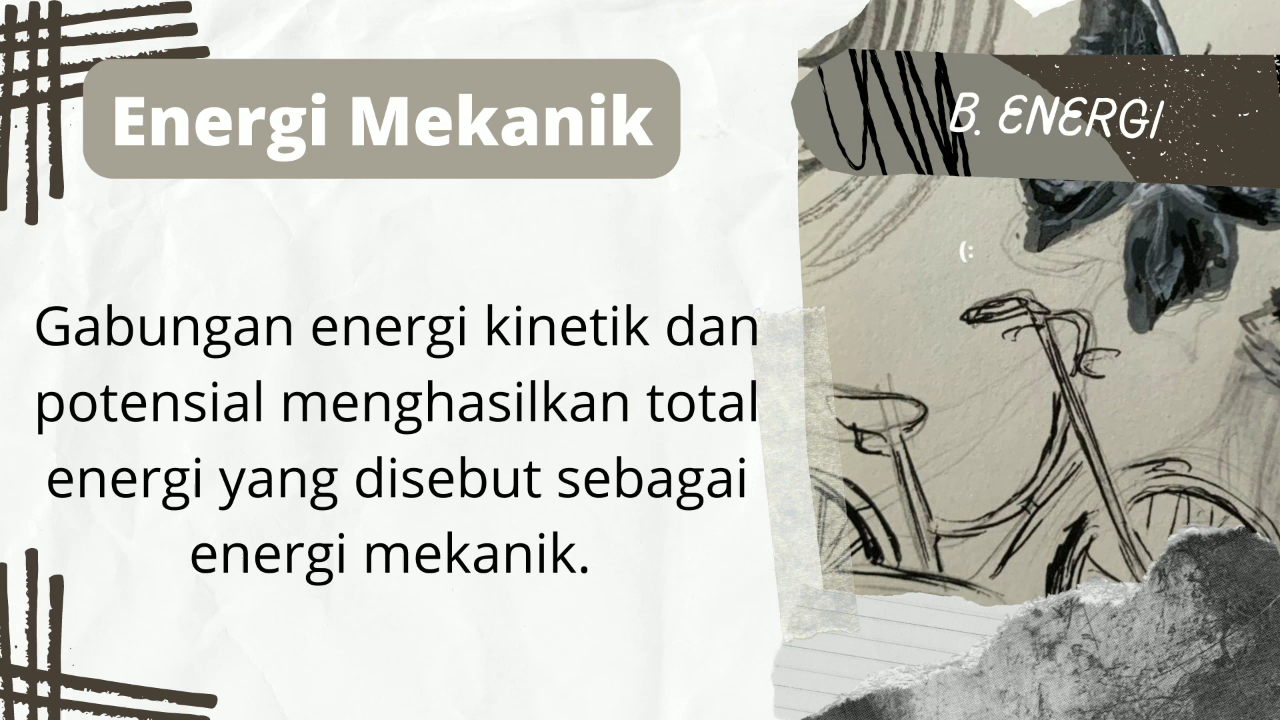 Energi Mekanik
B. ENERGI
(:
Gabungan energi kinetik dan
potensial menghasilkan total
energi yang disebut sebagai
energi mekanik.